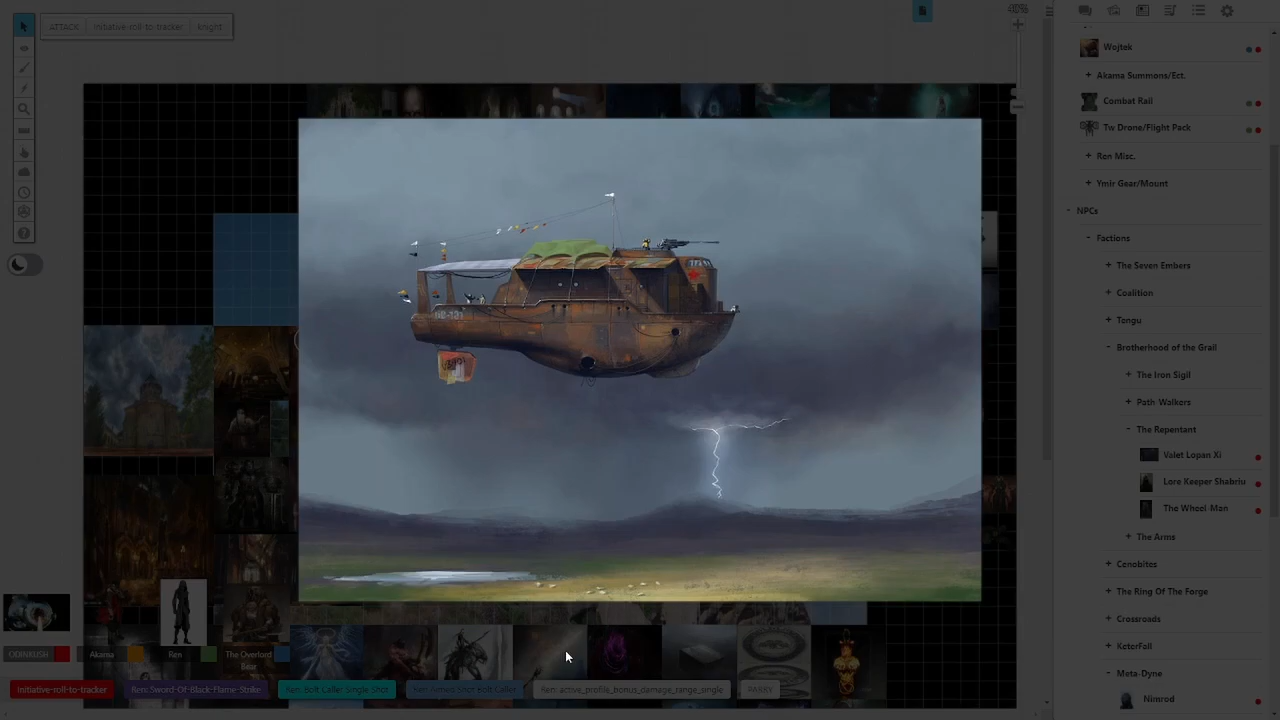 ATTACK Initiative-roll-to-tracker knight
Wojtek
Akama Summons/Ect.
Combat Rail
Tw Drone/Flight Pack
Ren Misc.
Ymir Gear/Mount
NPCs
Factions
The Seven Embers
Coalition
Tongu
Brotherhood of the Grail
The Iron Sigil
Path-Walkers
The Repentant
Valet Lopan Xi
Lore Keeper Shabriu
The Wheel-Man
The Arms
Cenobites
The Ring Of The Forge
Crossroads
KctorFall
Meta-Dyne
Nimrod
ODINKUSH Akama Ren The Overlord
Bear
Initiative-roll-to-tracker Ren: Sword-Of-Black-Flame-Strike Ren: Bolt Caller Single Shot Ren: active_profile_bonus_damage_range_single PARRY